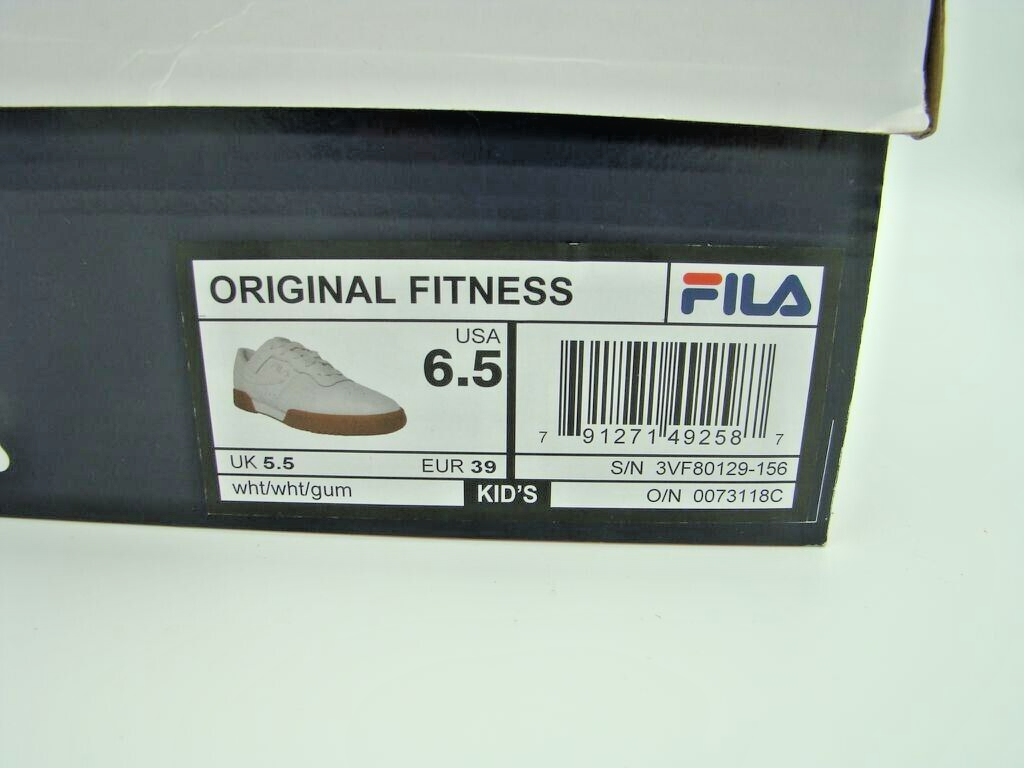 ORIGINAL FITNESS
FILA
USA
6.5
7 91271 49258 7
UK 5.5 EUR 39
S/N 3VF80129-156
wht/wht/gum
KID'S
O/N 0073118C